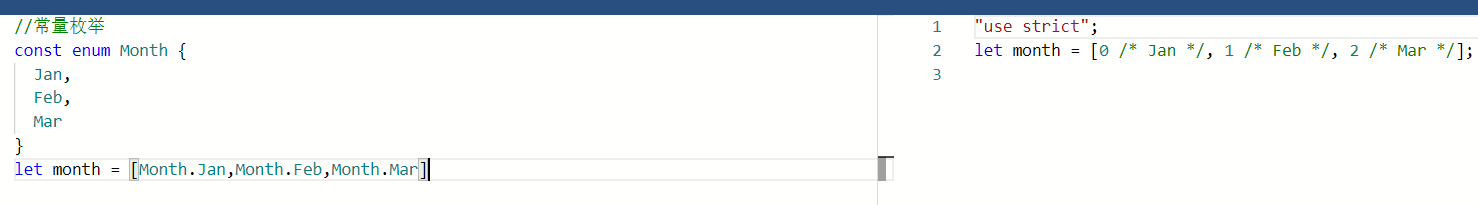 //常量枚举
const enum Month {
  Jan,
  Feb,
  Mar
}
let month = [Month.Jan,Month.Feb,Month.Mar]
1 "use strict";
2 let month = [0 /* Jan */, 1 /* Feb */, 2 /* Mar */];
3